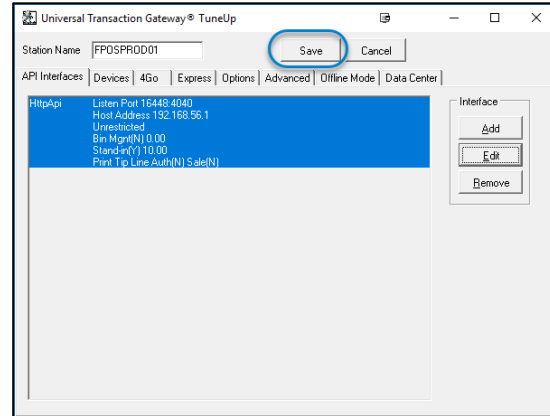 Universal Transaction Gateway® TuneUp
Station Name FPOSPROD01 Save Cancel
API Interfaces Devices 4Go Express Options Advanced Offline Mode Data Center
HttpApi Listen Port 16448:4040
Host Address 192.168.56.1
Unrestricted
Bin Mgnt(N) 0.00
Stand-in(Y) 10.00
Print Tip Line Auth(N) Sale(N)
Interface
Add
Edit
Remove